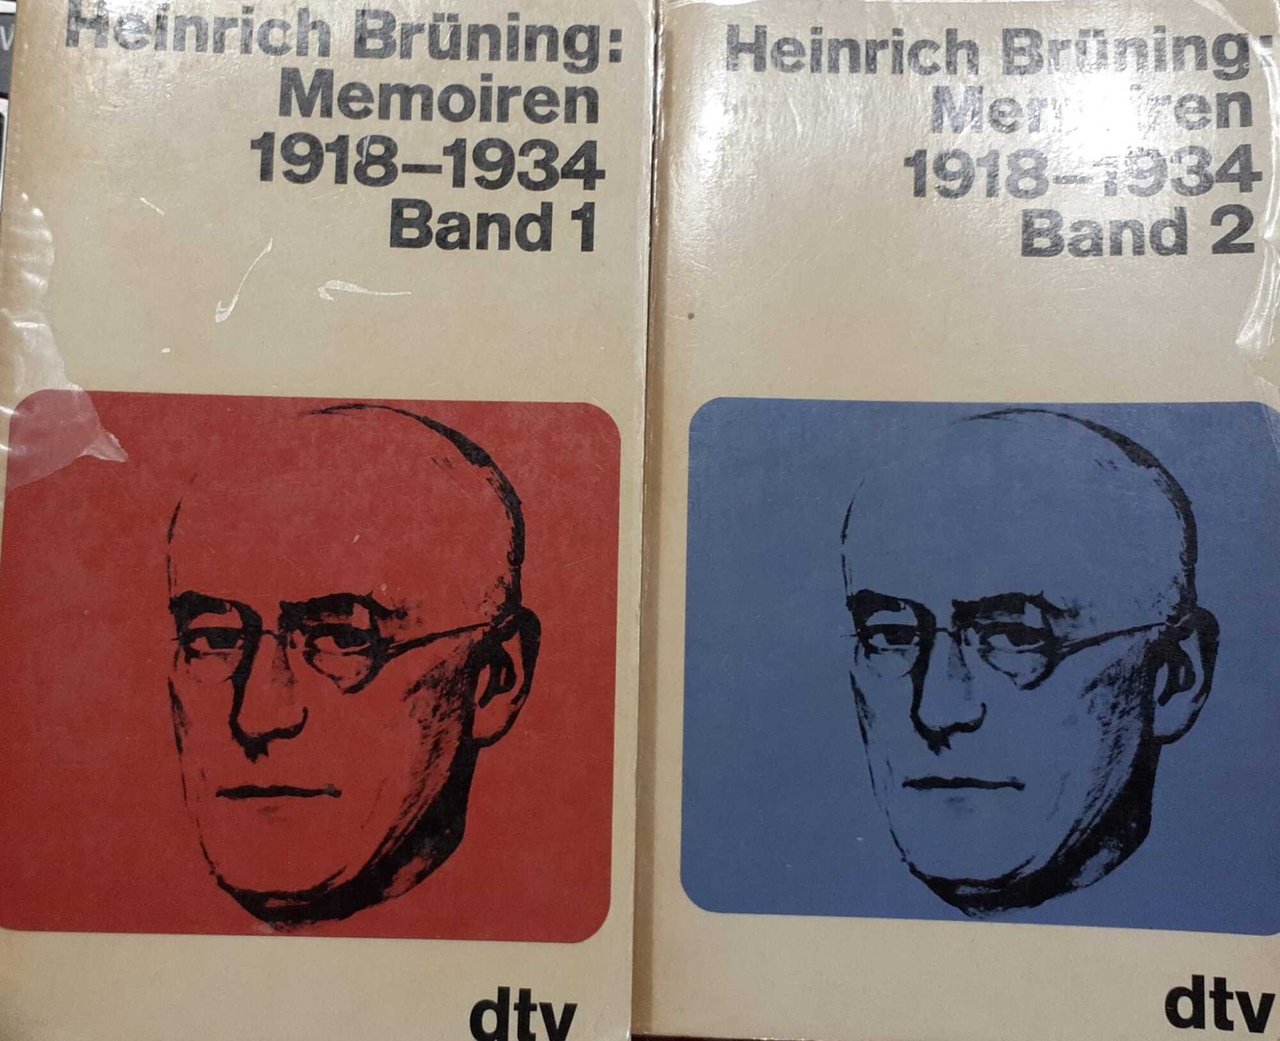 Heinrich Brüning:
Memoiren
1918–1934
Band 1
dtv
Heinrich Brüning:
Memoiren
1918–1934
Band 2
dtv